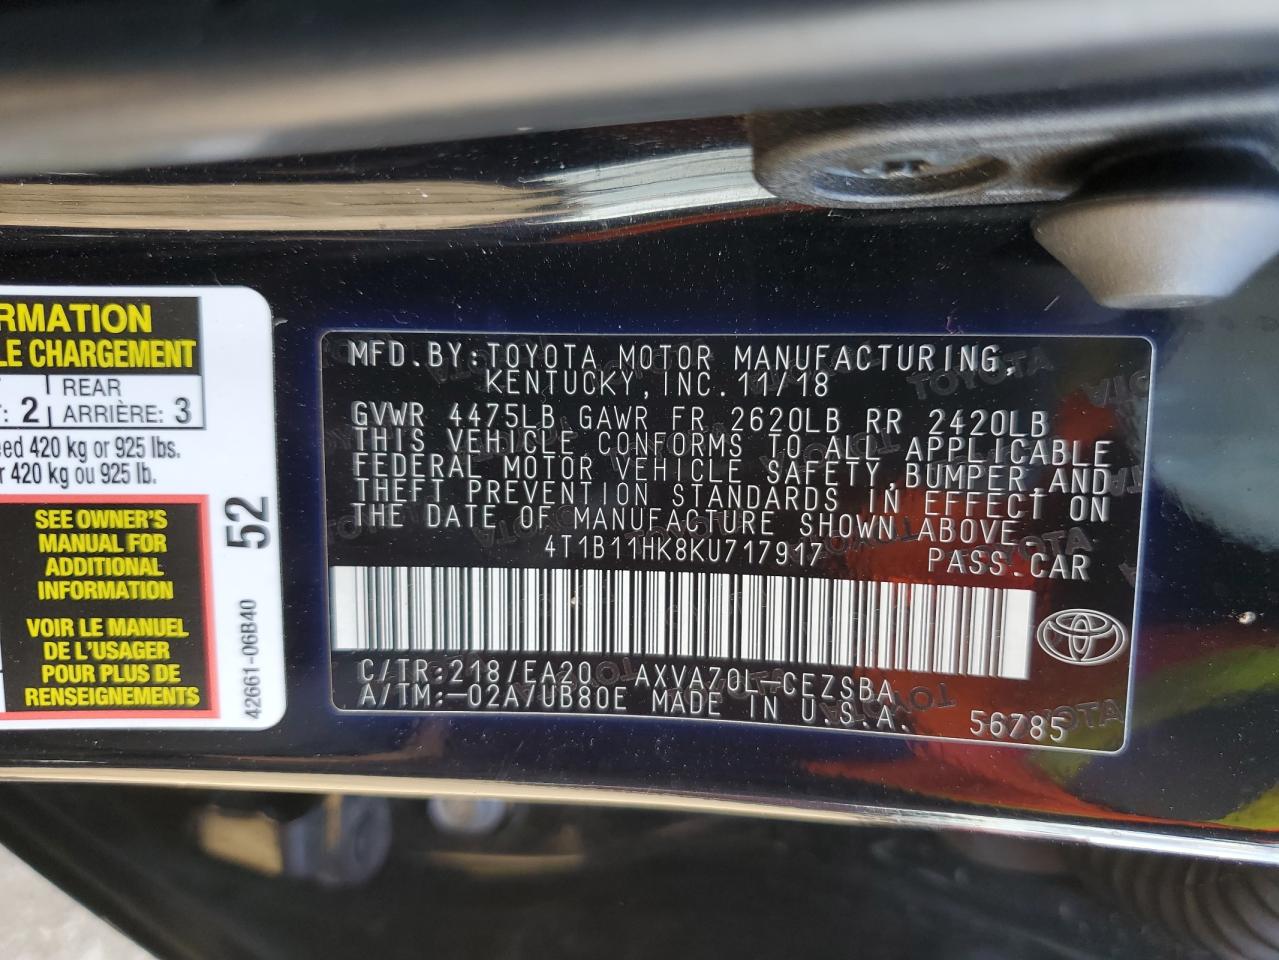 RMATION
LE CHARGEMENT
: 2 REAR ARRIÈRE: 3
eed 420 kg or 925 lbs.
r 420 kg ou 925 lb.
SEE OWNER'S
MANUAL FOR
ADDITIONAL
INFORMATION
VOIR LE MANUEL
DE L'USAGER
POUR PLUS DE
RENSEIGNEMENTS
52
42661-06B40
MFD.BY:TOYOTA MOTOR MANUFACTURING,
KENTUCKY, INC. 11/18
GVWR 4475LB GAWR FR 2620LB RR 2420LB
THIS VEHICLE CONFORMS TO ALL APPLICABLE
FEDERAL MOTOR VEHICLE SAFETY, BUMPER, AND
THEFT PREVENTION STANDARDS IN EFFECT ON
THE DATE OF MANUFACTURE SHOWN ABOVE.
4T1B11HK8KU717917 PASS.CAR
C/TR:218/EA20 AXVA70L-CEZSBA
A/TM:-02A/UB80E MADE IN U.S.A. 56785